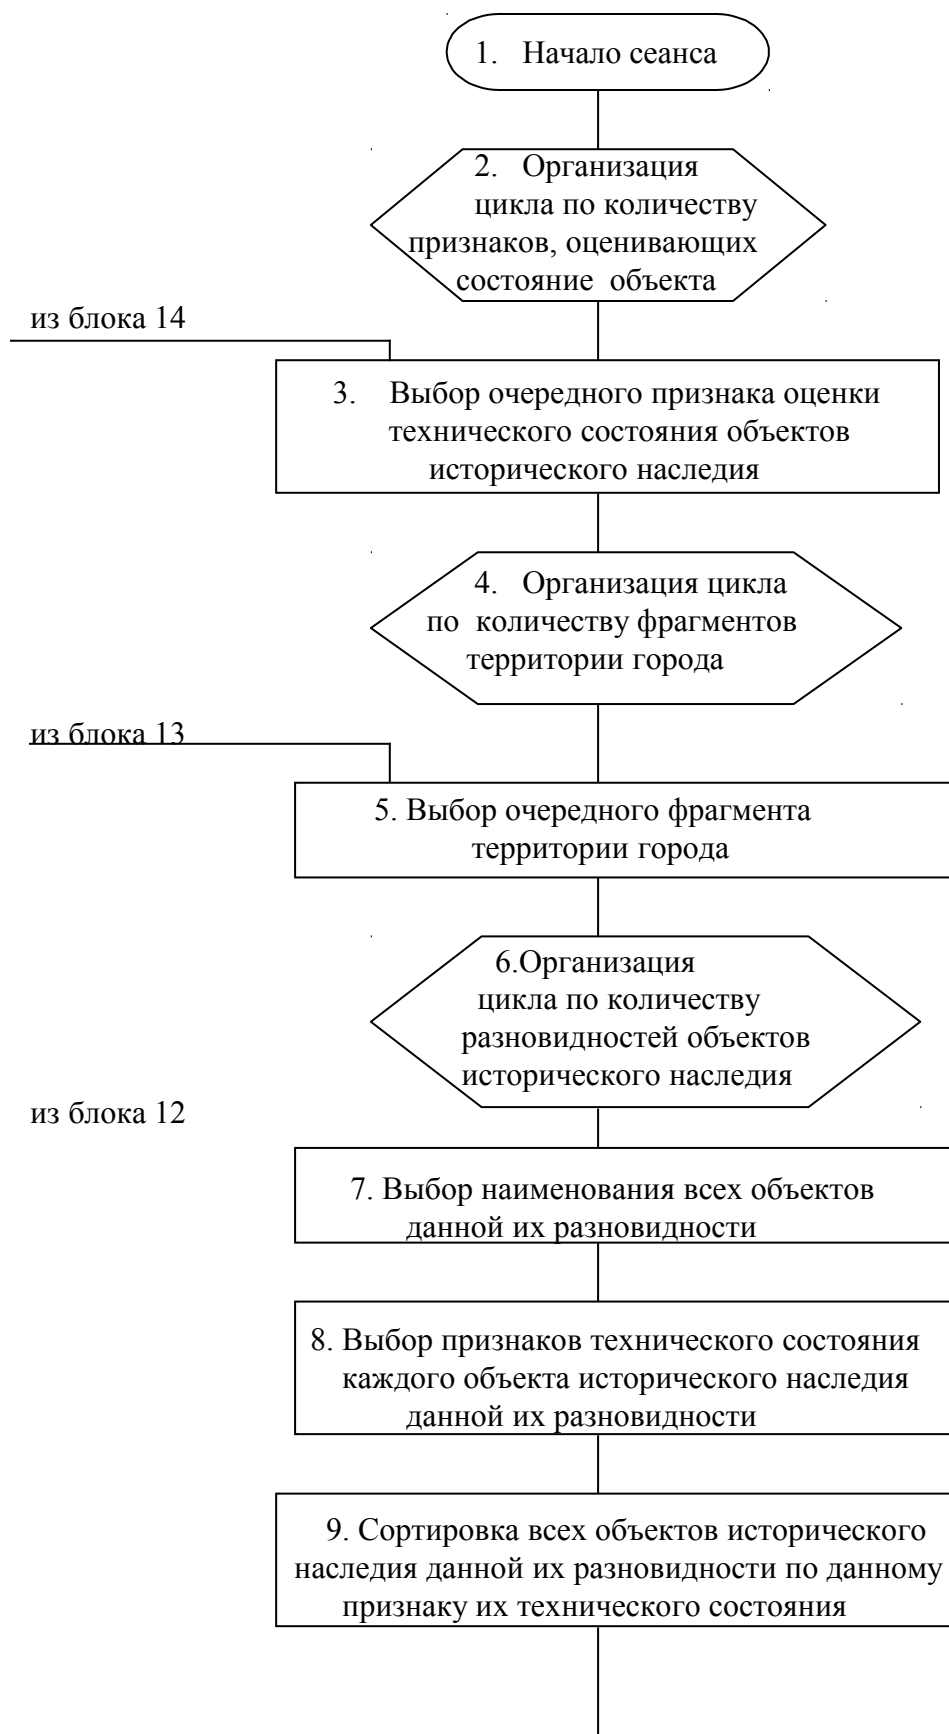 1. Начало сеанса
2. Организация
цикла по количеству
признаков, оценивающих
состояние объекта
из блока 14
3. Выбор очередного признака оценки
технического состояния объектов
исторического наследия
4. Организация цикла
по количеству фрагментов
территории города
из блока 13
5. Выбор очередного фрагмента
территории города
6.Организация
цикла по количеству
разновидностей объектов
исторического наследия
из блока 12
7. Выбор наименования всех объектов
данной их разновидности
8. Выбор признаков технического состояния
каждого объекта исторического наследия
данной их разновидности
9. Сортировка всех объектов исторического
наследия данной их разновидности по данному
признаку их технического состояния